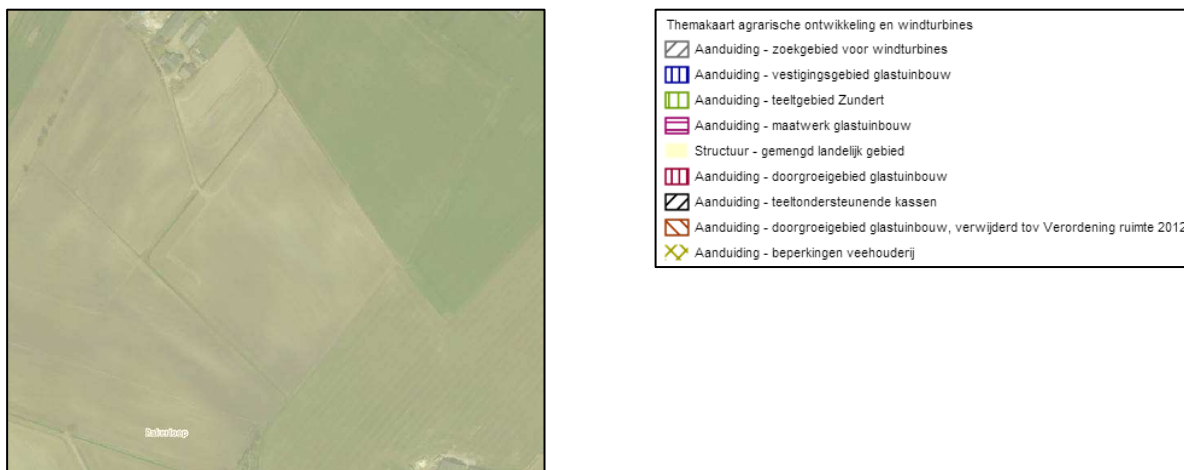 Themakaart agrarische ontwikkeling en windturbines
Aanduiding - zoekgebied voor windturbines
Aanduiding - vestigingsgebied glastuinbouw
Aanduiding - teeltgebied Zundert
Aanduiding - maatwerk glastuinbouw
Structuur - gemengd landelijk gebied
Aanduiding - doorgroeigebied glastuinbouw
Aanduiding - teeltondersteunende kassen
Aanduiding - doorgroeigebied glastuinbouw, verwijderd tov Verordening ruimte 2012
Aanduiding - beperkingen veehouderij
Rakerloop